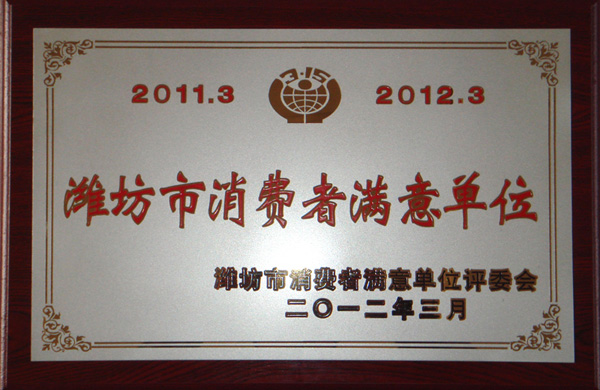 2011.3 3·15 2012.3
潍坊市消费者满意单位
潍坊市消费者满意单位评委会
二〇一二年三月